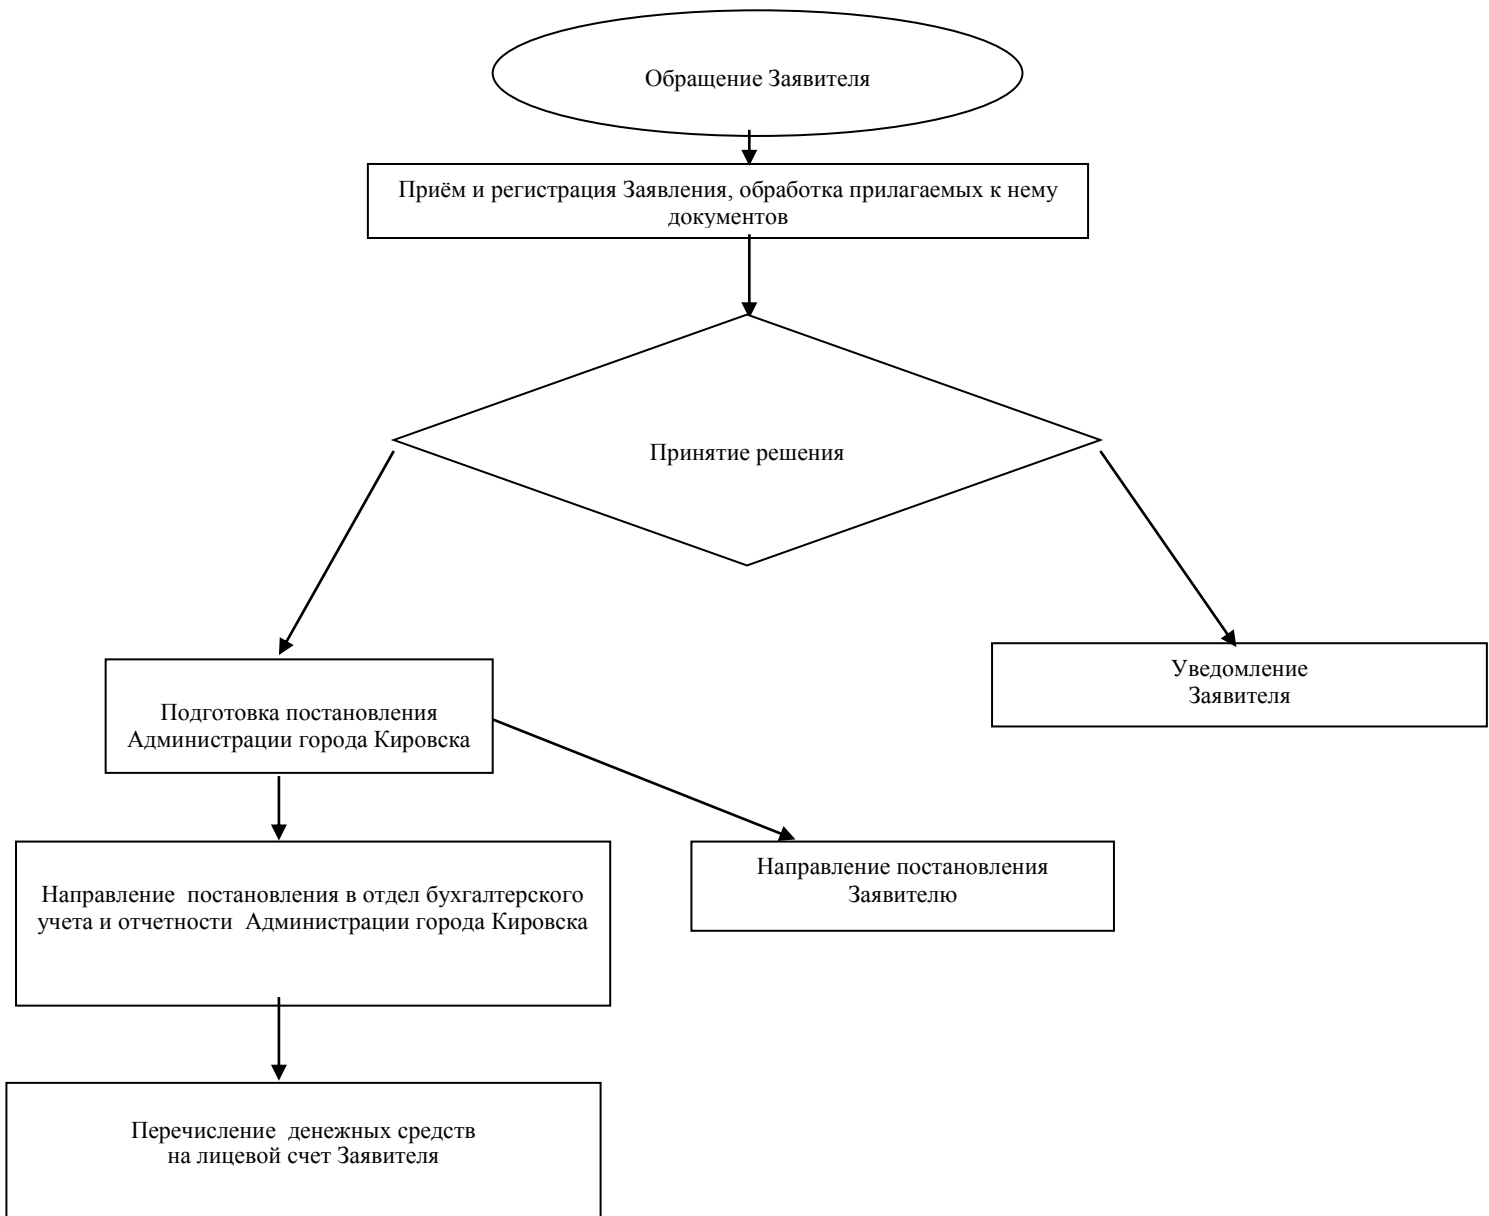 Обращение Заявителя
Приём и регистрация Заявления, обработка прилагаемых к нему
документов
Принятие решения
Уведомление
Заявителя
Подготовка постановления
Администрации города Кировска
Направление постановления
Заявителю
Направление  постановления в отдел бухгалтерского
учета и отчетности  Администрации города Кировска
Перечисление  денежных средств
на лицевой счет Заявителя